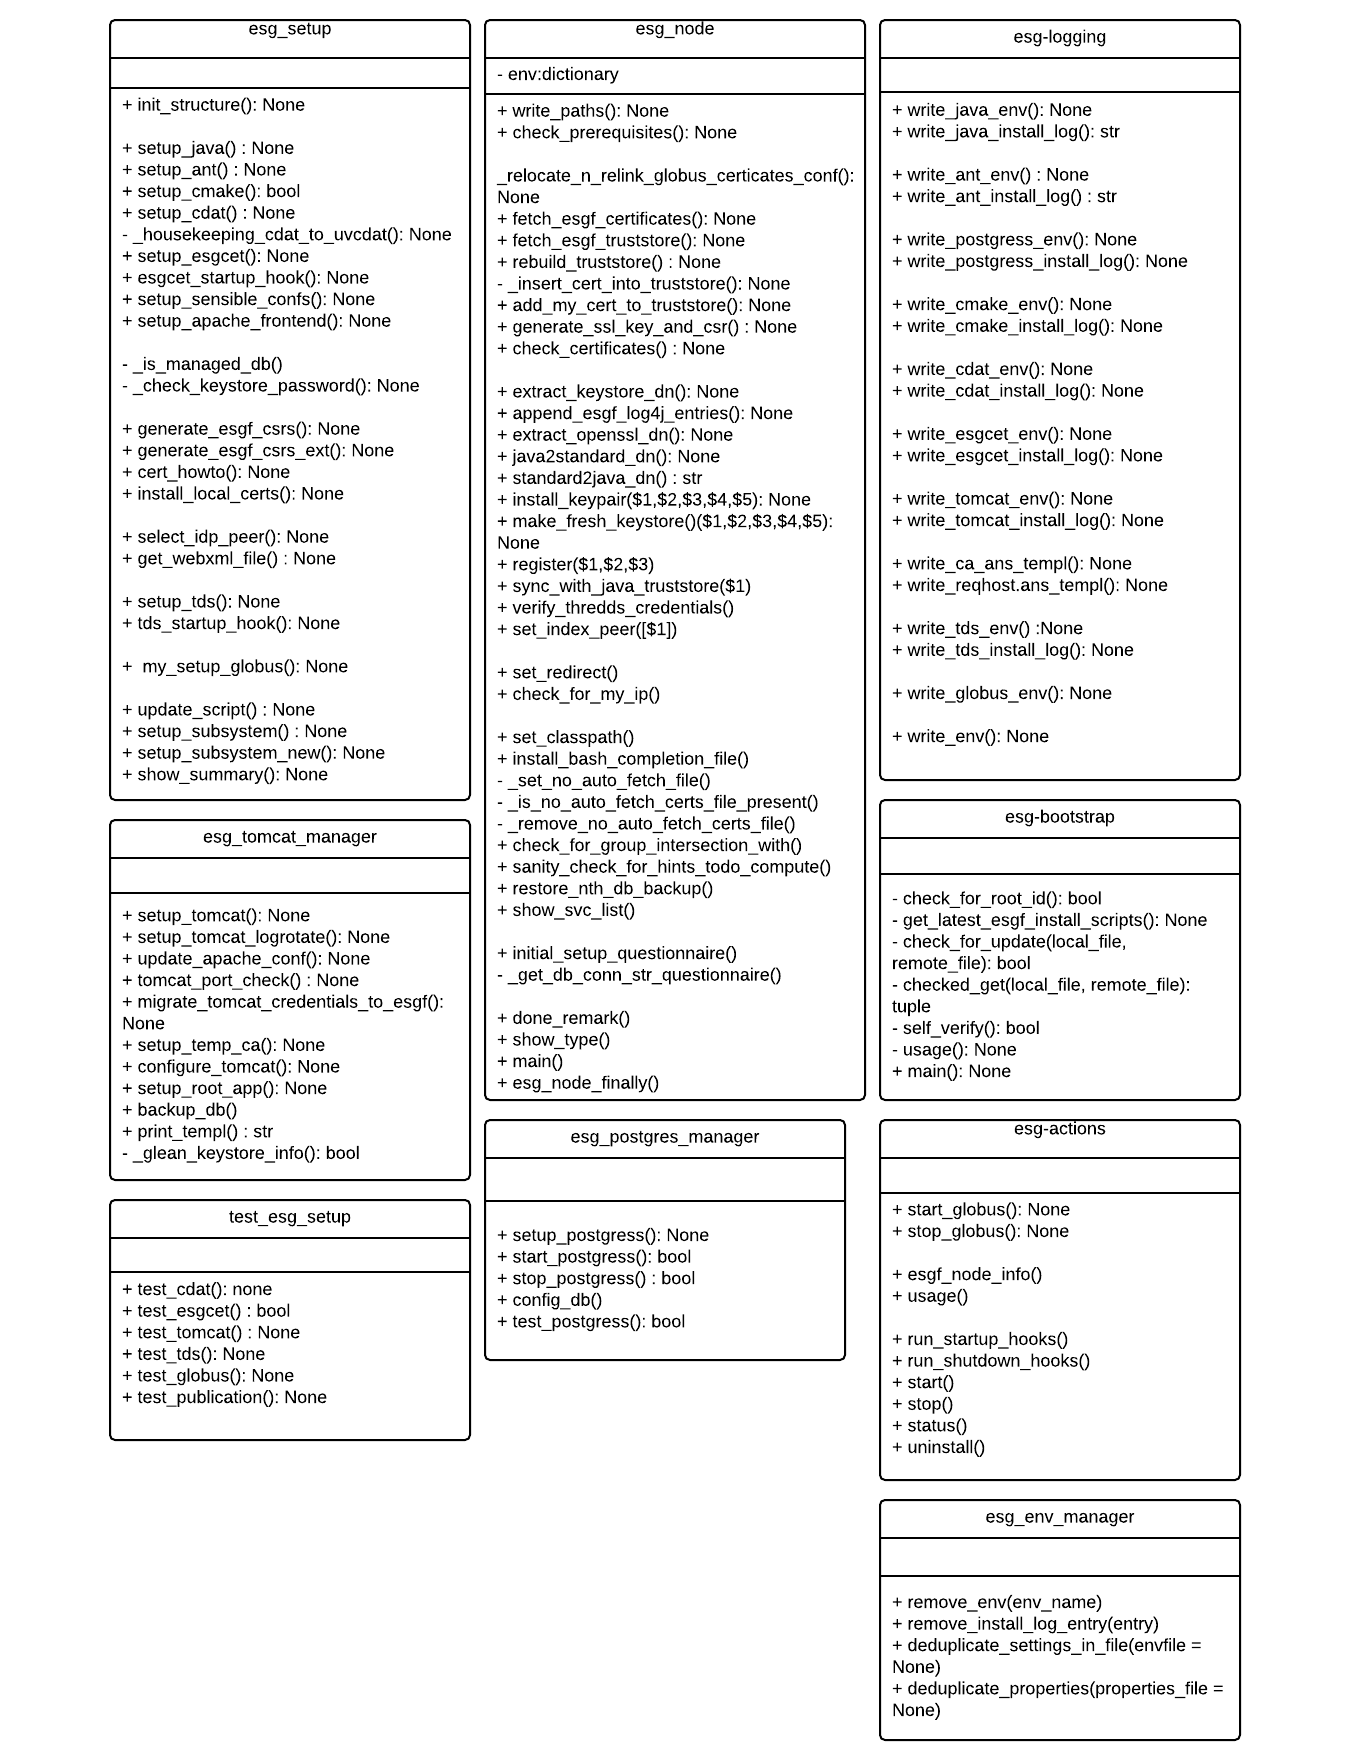 esg_setup
+ init_structure(): None
+ setup_java() : None
+ setup_ant() : None
+ setup_cmake(): bool
+ setup_cdat() : None
- _housekeeping_cdat_to_uvcdat(): None
+ setup_esgcet(): None
+ esgcet_startup_hook(): None
+ setup_sensible_confs(): None
+ setup_apache_frontend(): None
- _is_managed_db()
- _check_keystore_password(): None
+ generate_esgf_csrs(): None
+ generate_esgf_csrs_ext(): None
+ cert_howto(): None
+ install_local_certs(): None
+ select_idp_peer(): None
+ get_webxml_file() : None
+ setup_tds(): None
+ tds_startup_hook(): None
+  my_setup_globus(): None
+ update_script() : None
+ setup_subsystem() : None
+ setup_subsystem_new(): None
+ show_summary(): None
esg_tomcat_manager
+ setup_tomcat(): None
+ setup_tomcat_logrotate(): None
+ update_apache_conf(): None
+ tomcat_port_check() : None
+ migrate_tomcat_credentials_to_esgf():
None
+ setup_temp_ca(): None
+ configure_tomcat(): None
+ setup_root_app(): None
+ backup_db()
+ print_templ() : str
- _glean_keystore_info(): bool
test_esg_setup
+ test_cdat(): none
+ test_esgcet() : bool
+ test_tomcat() : None
+ test_tds(): None
+ test_globus(): None
+ test_publication(): None
esg_node
- env:dictionary
+ write_paths(): None
+ check_prerequisites(): None
_relocate_n_relink_globus_certicates_conf():
None
+ fetch_esgf_certificates(): None
+ fetch_esgf_truststore(): None
+ rebuild_truststore() : None
- _insert_cert_into_truststore(): None
+ add_my_cert_to_truststore(): None
+ generate_ssl_key_and_csr() : None
+ check_certificates() : None
+ extract_keystore_dn(): None
+ append_esgf_log4j_entries(): None
+ extract_openssl_dn(): None
+ java2standard_dn(): None
+ standard2java_dn() : str
+ install_keypair($1,$2,$3,$4,$5): None
+ make_fresh_keystore()($1,$2,$3,$4,$5):
None
+ register($1,$2,$3)
+ sync_with_java_truststore($1)
+ verify_thredds_credentials()
+ set_index_peer([$1])
+ set_redirect()
+ check_for_my_ip()
+ set_classpath()
+ install_bash_completion_file()
- _set_no_auto_fetch_file()
- _is_no_auto_fetch_certs_file_present()
- _remove_no_auto_fetch_certs_file()
+ check_for_group_intersection_with()
+ sanity_check_for_hints_todo_compute()
+ restore_nth_db_backup()
+ show_svc_list()
+ initial_setup_questionnaire()
- _get_db_conn_str_questionnaire()
+ done_remark()
+ show_type()
+ main()
+ esg_node_finally()
esg_postgres_manager
+ setup_postgress(): None
+ start_postgress(): bool
+ stop_postgress() : bool
+ config_db()
+ test_postgress(): bool
esg-logging
+ write_java_env(): None
+ write_java_install_log(): str
+ write_ant_env() : None
+ write_ant_install_log() : str
+ write_postgress_env(): None
+ write_postgress_install_log(): None
+ write_cmake_env(): None
+ write_cmake_install_log(): None
+ write_cdat_env(): None
+ write_cdat_install_log(): None
+ write_esgcet_env(): None
+ write_esgcet_install_log(): None
+ write_tomcat_env(): None
+ write_tomcat_install_log(): None
+ write_ca_ans_templ(): None
+ write_reqhost.ans_templ(): None
+ write_tds_env() :None
+ write_tds_install_log(): None
+ write_globus_env(): None
+ write_env(): None
esg-bootstrap
- check_for_root_id(): bool
- get_latest_esgf_install_scripts(): None
- check_for_update(local_file,
remote_file): bool
- checked_get(local_file, remote_file):
tuple
- self_verify(): bool
- usage(): None
+ main(): None
esg-actions
+ start_globus(): None
+ stop_globus(): None
+ esgf_node_info()
+ usage()
+ run_startup_hooks()
+ run_shutdown_hooks()
+ start()
+ stop()
+ status()
+ uninstall()
esg_env_manager
+ remove_env(env_name)
+ remove_install_log_entry(entry)
+ deduplicate_settings_in_file(envfile =
None)
+ deduplicate_properties(properties_file =
None)